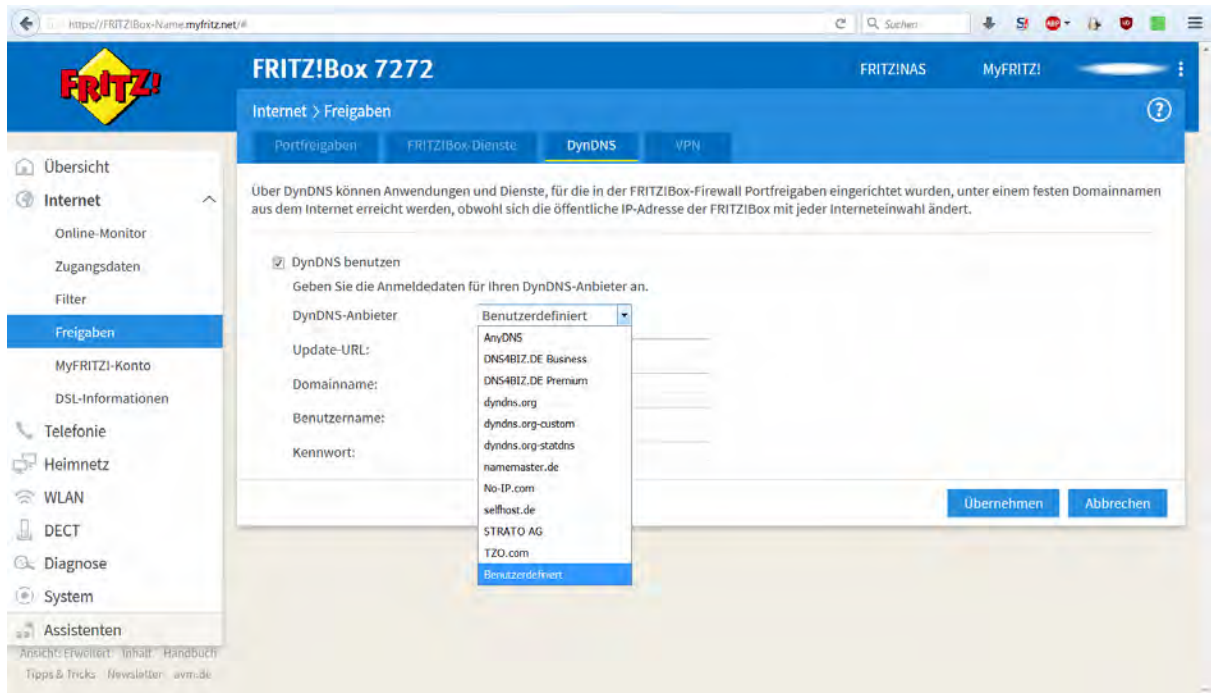 https://FRITZ!Box-Name.myfritz.net/#
Suchen
FRITZ!
FRITZ!Box 7272
FRITZ!NAS
MyFRITZ!
Internet > Freigaben
Portfreigaben
FRITZ!Box-Dienste
DynDNS
VPN
Übersicht
Internet
Online-Monitor
Zugangsdaten
Filter
Freigaben
MyFRITZ!-Konto
DSL-Informationen
Telefonie
Heimnetz
WLAN
DECT
Diagnose
System
Assistenten
Ansicht: Erweitert Inhalt Handbuch
Tipps & Tricks Newsletter avm.de
Über DynDNS können Anwendungen und Dienste, für die in der FRITZ!Box-Firewall Portfreigaben eingerichtet wurden, unter einem festen Domainnamen
aus dem Internet erreicht werden, obwohl sich die öffentliche IP-Adresse der FRITZ!Box mit jeder Interneteinwahl ändert.
DynDNS benutzen
Geben Sie die Anmeldedaten für Ihren DynDNS-Anbieter an.
DynDNS-Anbieter
Benutzerdefiniert
Update-URL:
Domainname:
Benutzername:
Kennwort:
AnyDNS
DNS4BIZ.DE Business
DNS4BIZ.DE Premium
dyndns.org
dyndns.org-custom
dyndns.org-statdns
namemaster.de
No-IP.com
selfhost.de
STRATO AG
TZO.com
Benutzerdefiniert
Übernehmen
Abbrechen